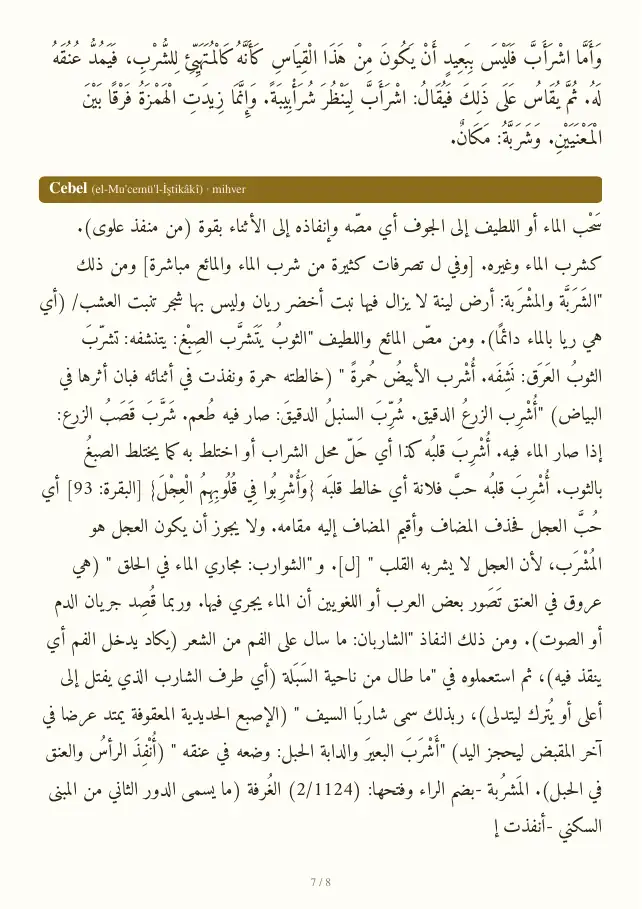 وَأَمَّا اشْرَأَبَّ فَلَيْسَ بِبَعِيدٍ أَنْ يَكُونَ مِنْ هَذَا الْقِيَاسِ كَأَنَّهُ كَالْمُتَهَيِّئِ لِلشُّرْبِ، فَيَمُدُّ عُنُقَهُ
لَهُ. ثُمَّ يُقَاسُ عَلَى ذَلِكَ فَيُقَالُ: اشْرَأَبَّ لِيَنْظُرَ شُرَأْبِيبَةً. وَإِنَّمَا زِيدَتِ الْهَمْزَةُ فَرْقًا بَيْنَ
الْمَعْنَيَيْنِ. وَشَرَبَّةُ: مَكَانٌ.
Cebel (el-Mu'cemü'l-İştikâkî) · mihver
سَحْب الماء أو اللطيف إلى الجوف أي مصّه وإنفاذه إلى الأثناء بقوة (من منفذ علوى).
كشرب الماء وغيره. [وفي ل تصرفات كثيرة من شرب الماء والمائع مباشرة] ومن ذلك
"الشَرَبَّة والمشْرَبة: أرض لينة لا يزال فيها نبت أخضر ريان وليس بها شجر تنبت العشب/ (أي
هي ريا بالماء دائمًا). ومن مصّ المائع واللطيف "الثوبُ يَتَشرَّب الصِبْغ: يتنشفه: تشرّبَ
الثوبُ العَرَق: نَشِفَه. أُشْرب الأبيضُ حُمرةً " (خالطته حمرة ونفذت في أثنائه فبان أثرها في
البياض) "أُشْرِب الزرعُ الدقيق. شُرِّبَ السنبلُ الدقيقَ: صار فيه طُعم. شَرَّبَ قَصَبُ الزرع:
إذا صار الماء فيه. أُشْرِبَ قلبُه كذا أي حَلّ محل الشراب أو اختلط به كما يختلط الصبغُ
بالثوب. أُشْرِبَ قلبُه حبَّ فلانة أي خالط قلبَه {وَأُشْرِبُوا فِي قُلُوبِهِمُ الْعِجْلَ} [البقرة: 93] أي
حُبَّ العجل فحذف المضاف وأقيم المضاف إليه مقامه. ولا يجوز أن يكون العجل هو
المُشْرَب، لأن العجل لا يشربه القلب " [ل]. و "الشوارب: مجاري الماء في الحلق " (هي
عروق في العنق تَصَور بعض العرب أو اللغويين أن الماء يجري فيها. وربما قُصِد جريان الدم
أو الصوت). ومن ذلك النفاذ "الشاربان: ما سال على الفم من الشعر (يكاد يدخل الفم أي
ينفذ فيه)، ثم استعملوه في "ما طال من ناحية السَبَلة (أي طرف الشارب الذي يفتل إلى
أعلى أو يُترك ليتدلى)، ربذلك سمى شاربَا السيف " (الإصبع الحديدية المعقوفة يمتد عرضا في
آخر المقبض ليحجز اليد) "أَشْرَبَ البعيرَ والدابة الحبل: وضعه في عنقه " (أُنْفِذَ الرأسُ والعنق
في الحبل). المَشرُبة -بضم الراء وفتحها: (2/1124) الغُرفة (ما يسمى الدور الثاني من المبنى
السكني -أنفذت إ
7 / 8